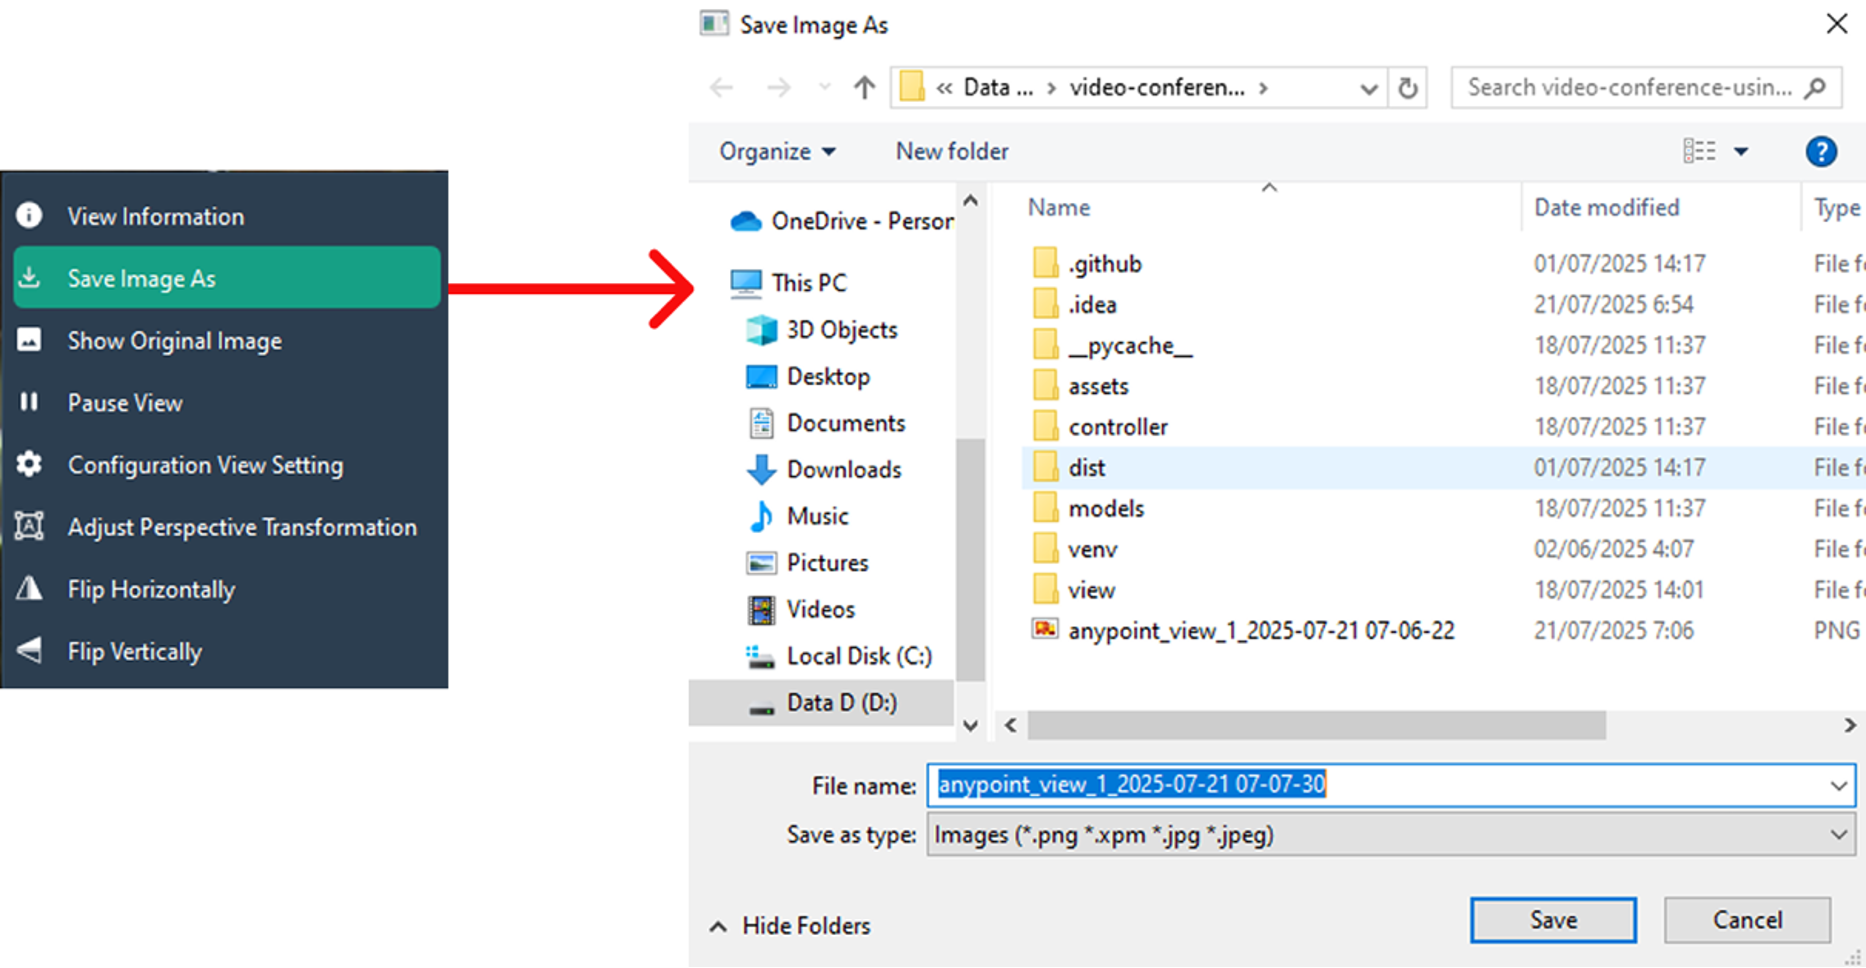 View Information
Save Image As
Show Original Image
Pause View
Configuration View Setting
Adjust Perspective Transformation
Flip Horizontally
Flip Vertically
Save Image As
« Data ... › video-conferen... ›
Search video-conference-usin...
Organize
New folder
?
OneDrive - Person
This PC
3D Objects
Desktop
Documents
Downloads
Music
Pictures
Videos
Local Disk (C:)
Data D (D:)
Name Date modified Type
.github 01/07/2025 14:17 File fo
.idea 21/07/2025 6:54 File fo
__pycache__ 18/07/2025 11:37 File fo
assets 18/07/2025 11:37 File fo
controller 18/07/2025 11:37 File fo
dist 01/07/2025 14:17 File fo
models 18/07/2025 11:37 File fo
venv 02/06/2025 4:07 File fo
view 18/07/2025 14:01 File fo
anypoint_view_1_2025-07-21 07-06-22 21/07/2025 7:06 PNG
File name: anypoint_view_1_2025-07-21 07-07-30
Save as type: Images (*.png *.xpm *.jpg *.jpeg)
Hide Folders
Save
Cancel